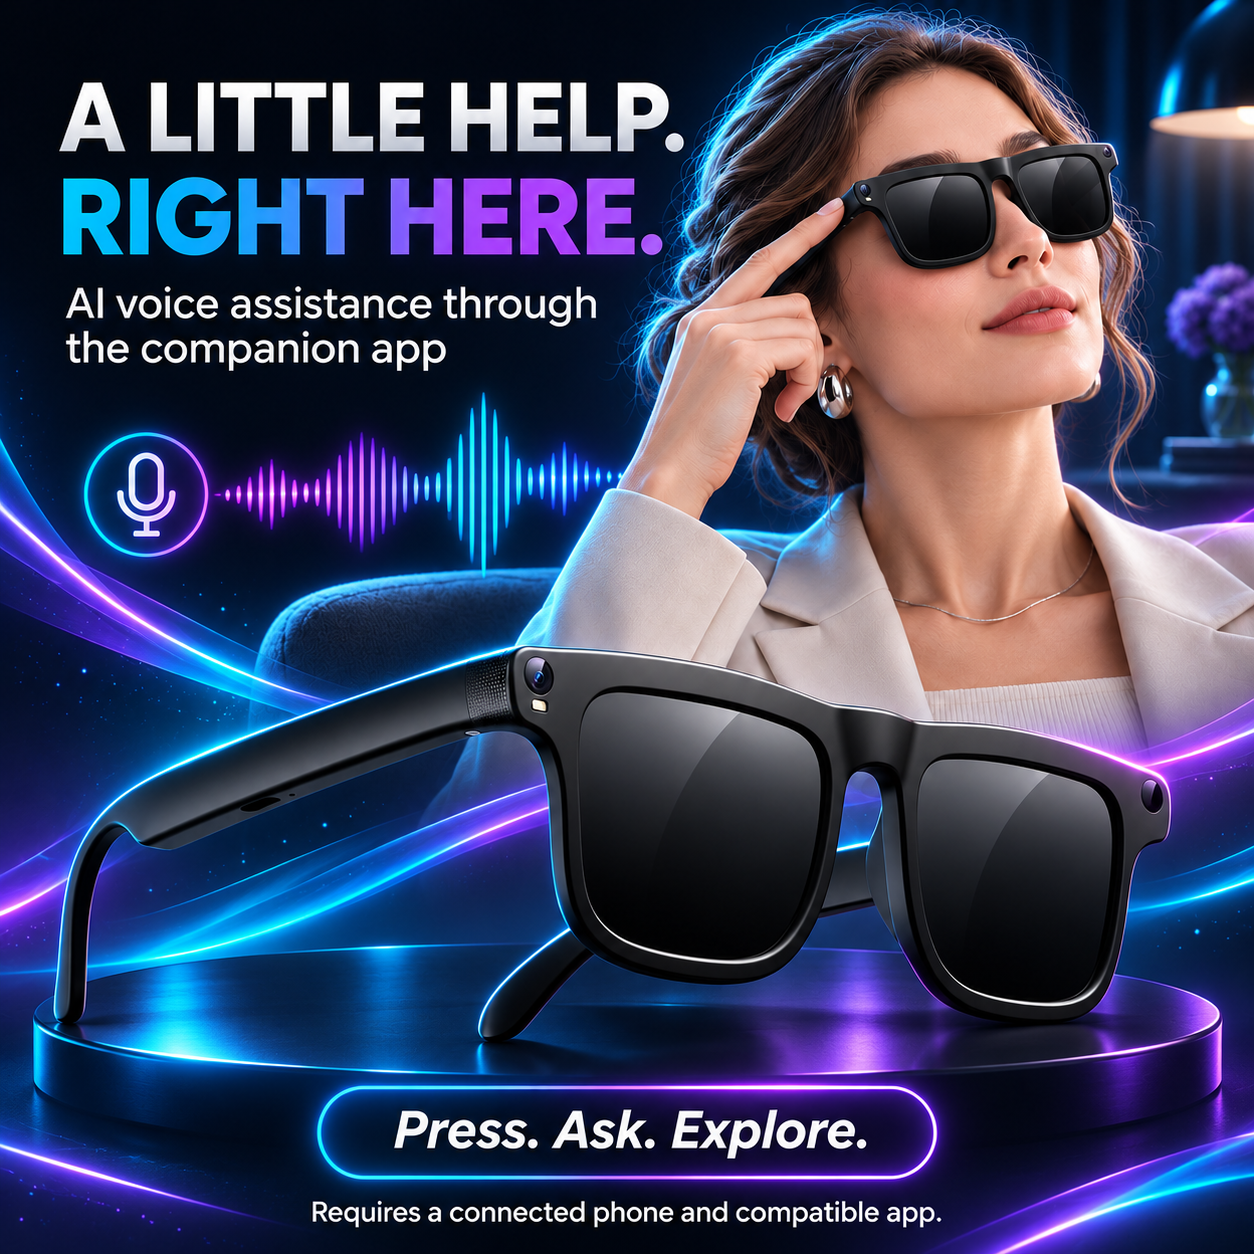 A LITTLE HELP.
RIGHT HERE.
AI voice assistance through
the companion app
Press. Ask. Explore.
Requires a connected phone and compatible app.